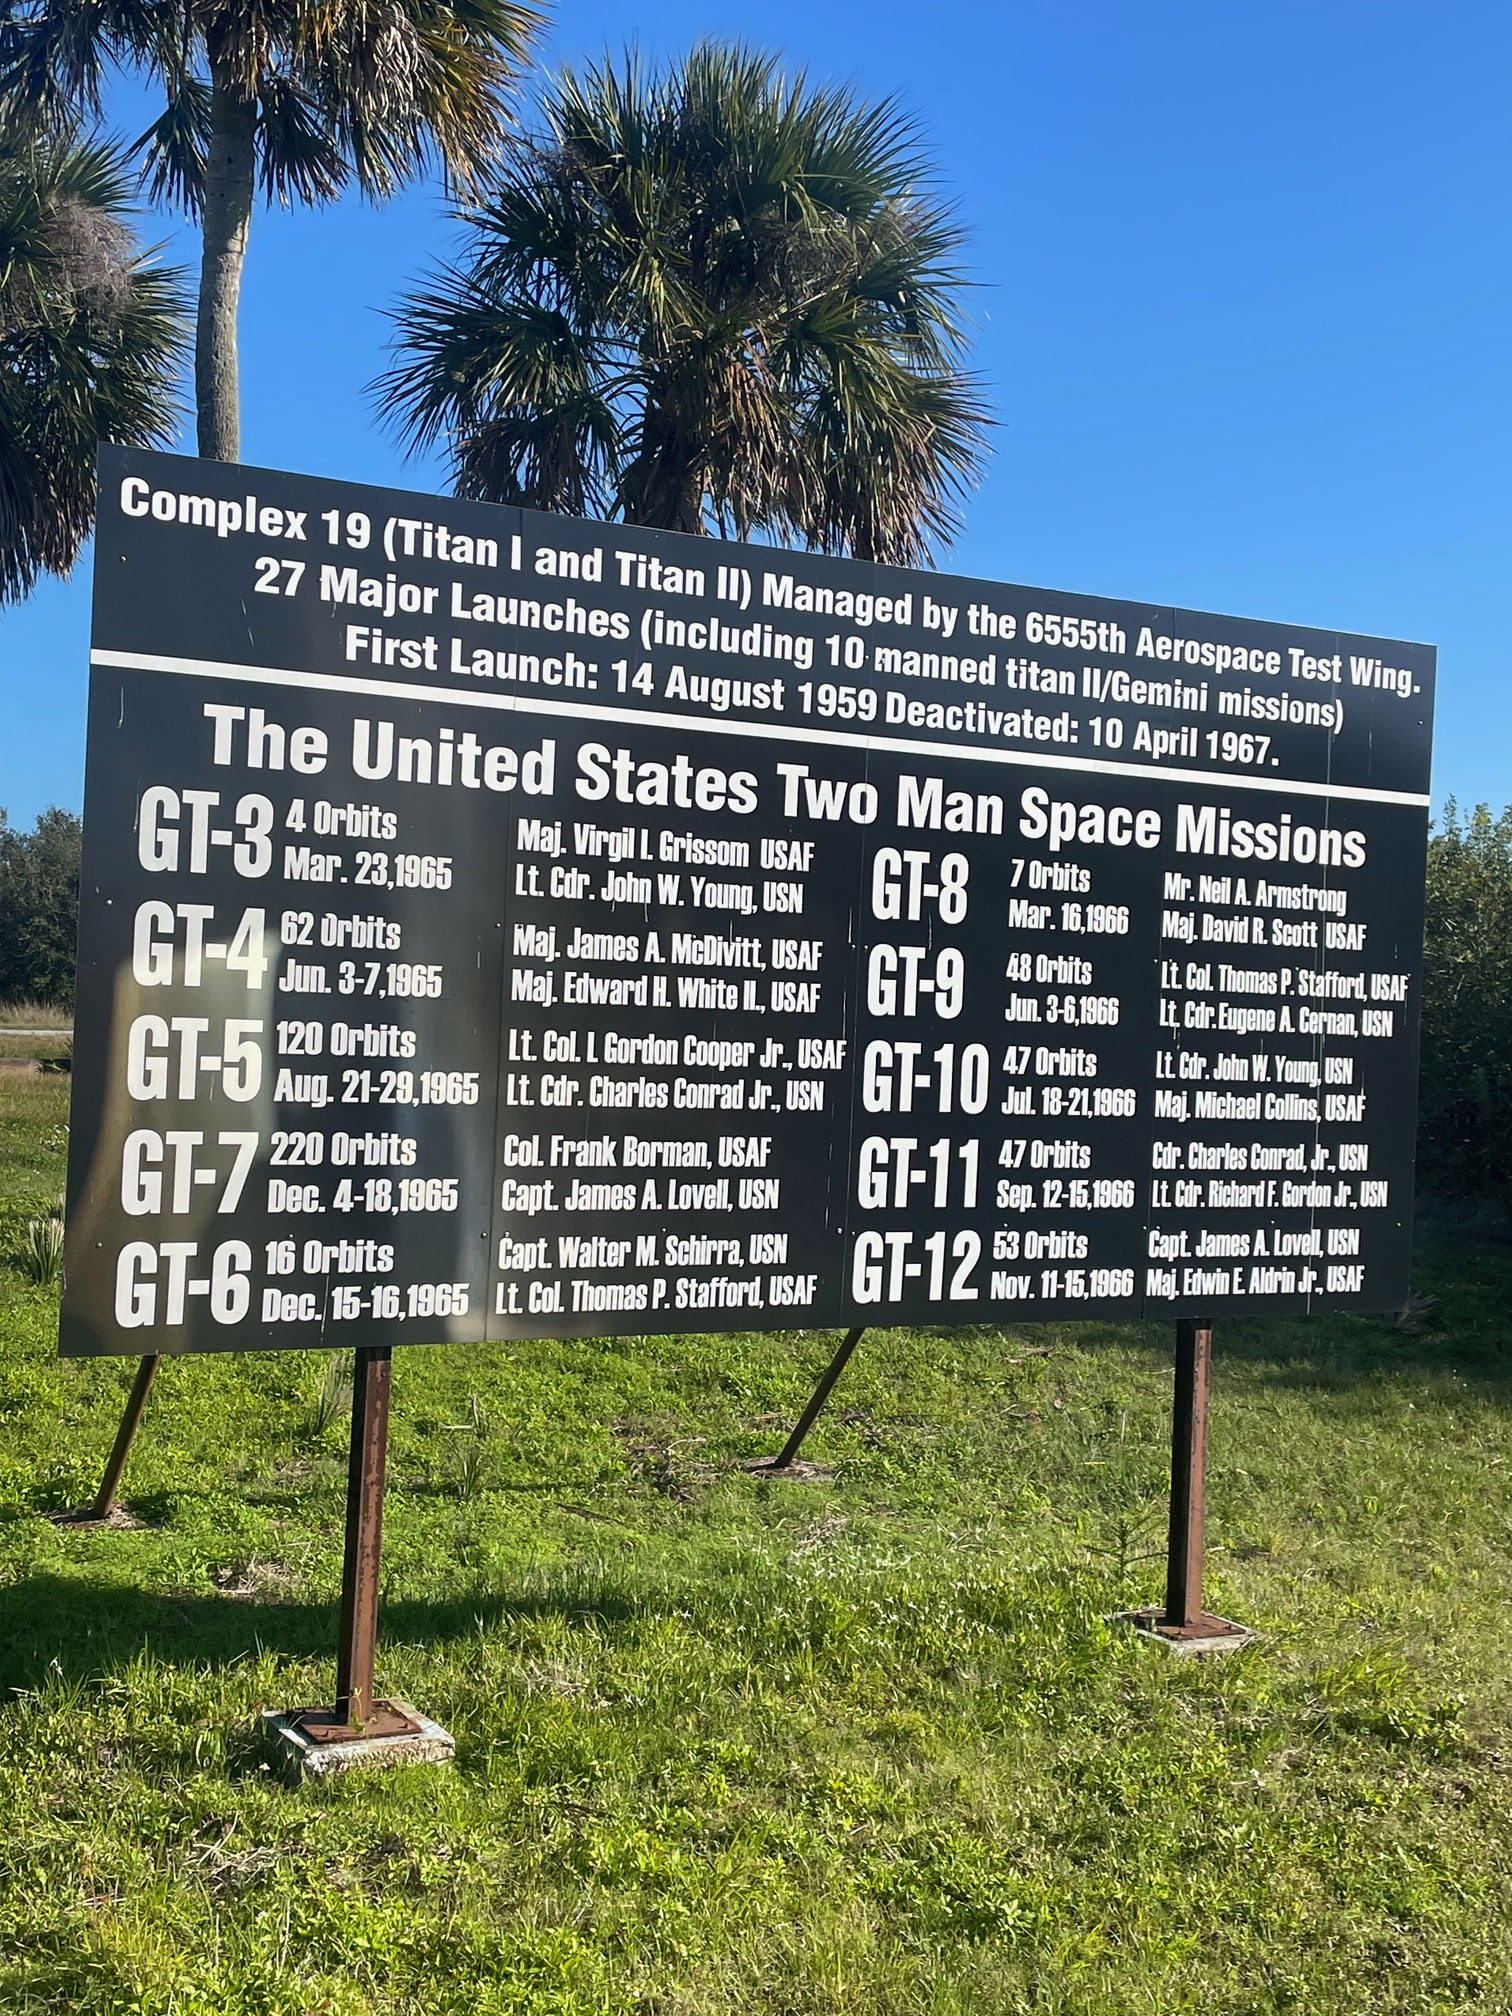 Complex 19 (Titan I and Titan II) Managed by the 6555th Aerospace Test Wing.
27 Major Launches (including 10 manned titan II/Gemini missions)
First Launch: 14 August 1959 Deactivated: 10 April 1967.
The United States Two Man Space Missions
GT-3
4 Orbits
Mar. 23,1965
Maj. Virgil I. Grissom USAF
Lt. Cdr. John W. Young, USN
GT-4
62 Orbits
Jun. 3-7,1965
Maj. James A. McDivitt, USAF
Maj. Edward H. White II., USAF
GT-5
120 Orbits
Aug. 21-29,1965
Lt. Col. L Gordon Cooper Jr., USAF
Lt. Cdr. Charles Conrad Jr., USN
GT-7
220 Orbits
Dec. 4-18,1965
Col. Frank Borman, USAF
Capt. James A. Lovell, USN
GT-6
16 Orbits
Dec. 15-16,1965
Capt. Walter M. Schirra, USN
Lt. Col. Thomas P. Stafford, USAF
GT-8
7 Orbits
Mar. 16,1966
Mr. Neil A. Armstrong
Maj. David R. Scott USAF
GT-9
48 Orbits
Jun. 3-6,1966
Lt. Col. Thomas P. Stafford, USAF
Lt. Cdr. Eugene A. Cernan, USN
GT-10
47 Orbits
Jul. 18-21,1966
Lt. Cdr. John W. Young, USN
Maj. Michael Collins, USAF
GT-11
47 Orbits
Sep. 12-15,1966
Cdr. Charles Conrad, Jr., USN
Lt. Cdr. Richard F. Gordon Jr., USN
GT-12
53 Orbits
Nov. 11-15,1966
Capt. James A. Lovell, USN
Maj. Edwin E. Aldrin Jr., USAF